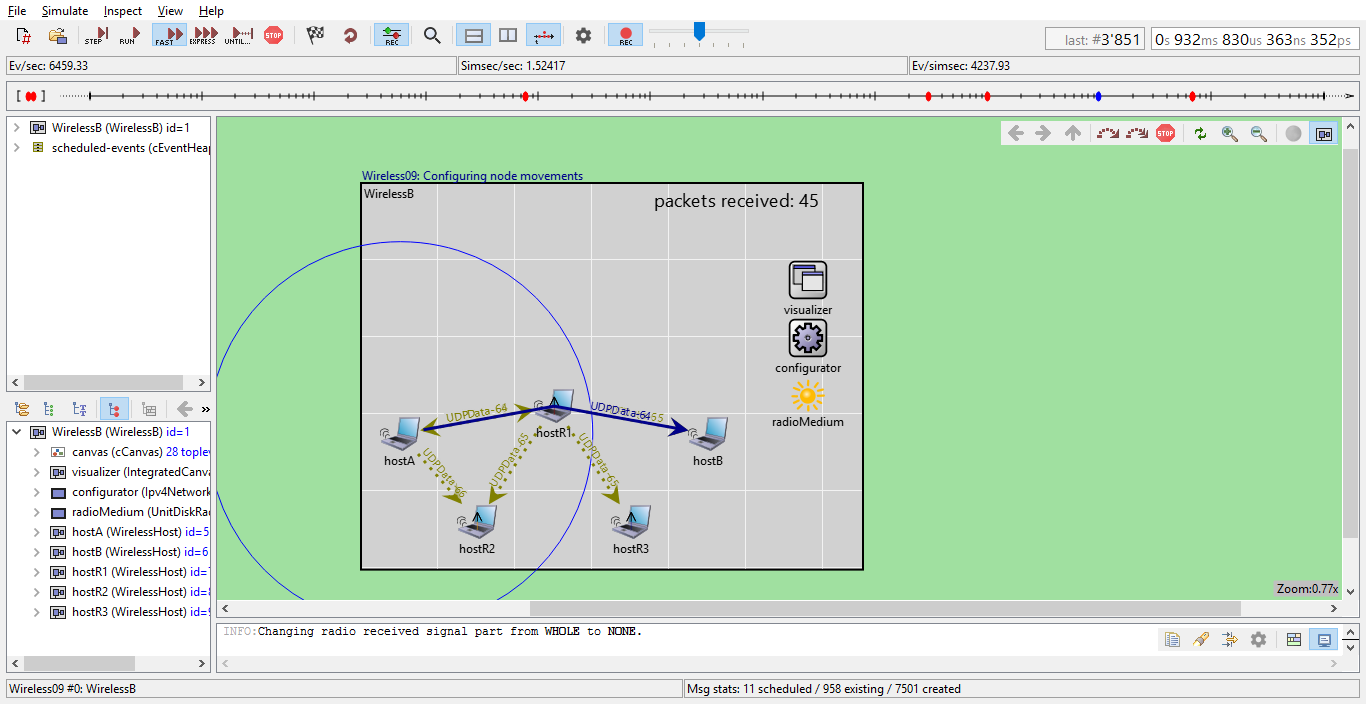 File Simulate Inspect View Help
STEP RUN FAST EXPRESS UNTIL... STOP REC REC
last: #3'851 0s 932ms 830us 363ns 352ps
Ev/sec: 6459.33 Simsec/sec: 1.52417 Ev/simsec: 4237.93
WirelessB (WirelessB) id=1
scheduled-events (cEventHeap
STOP
Wireless09: Configuring node movements
WirelessB
packets received: 45
visualizer
configurator
radioMedium
UDPData-64
UDPData-64
hostR1
hostA
hostB
UDPData-65
UDPData-65
UDPData-65
hostR2
hostR3
Zoom:0.77x
WirelessB (WirelessB) id=1
canvas (cCanvas) 28 toplev
visualizer (IntegratedCanva
configurator (Ipv4Network
radioMedium (UnitDiskRad
hostA (WirelessHost) id=5
hostB (WirelessHost) id=6
hostR1 (WirelessHost) id=
hostR2 (WirelessHost) id=
hostR3 (WirelessHost) id=
INFO:Changing radio received signal part from WHOLE to NONE.
Wireless09 #0: WirelessB
Msg stats: 11 scheduled / 958 existing / 7501 created